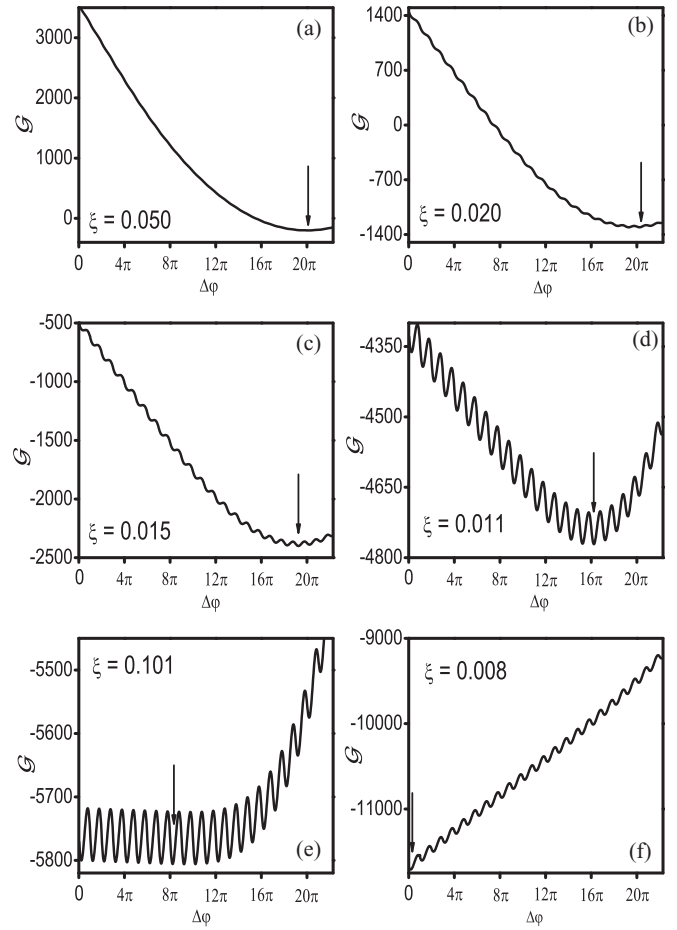 (a)
3500
3000
2000
1000
0
𝒢
ξ = 0.050
0 4π 8π 12π 16π 20π
Δφ
(b)
1400
700
0
-700
-1400
𝒢
ξ = 0.020
0 4π 8π 12π 16π 20π
Δφ
(c)
-500
-1000
-1500
-2000
-2500
𝒢
ξ = 0.015
0 4π 8π 12π 16π 20π
Δφ
(d)
-4350
-4500
-4650
-4800
𝒢
ξ = 0.011
0 4π 8π 12π 16π 20π
Δφ
ξ = 0.101
-5500
-5600
-5700
-5800
𝒢
(e)
0 4π 8π 12π 16π 20π
Δφ
-9000
ξ = 0.008
-10000
-11000
𝒢
(f)
0 4π 8π 12π 16π 20π
Δφ